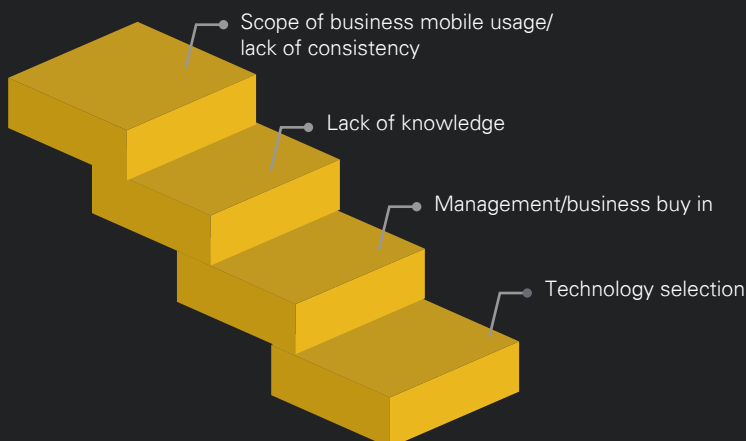 Scope of business mobile usage/
lack of consistency
Lack of knowledge
Management/business buy in
Technology selection